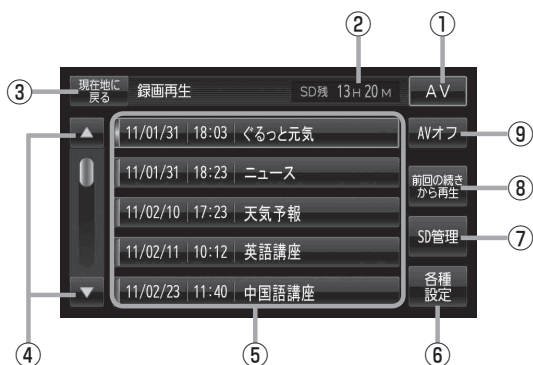 ② ①
③ 現在地に
戻る 録画再生 SD残 13H20M AV
▲ 11/01/31 18:03 ぐるっと元気 AVオフ ⑨
11/01/31 18:23 ニュース 前回の続き
から再生 ⑧
11/02/10 17:23 天気予報
11/02/11 10:12 英語講座 SD管理 ⑦
▼ 11/02/23 11:40 中国語講座 各種
設定
④ ⑤ ⑥